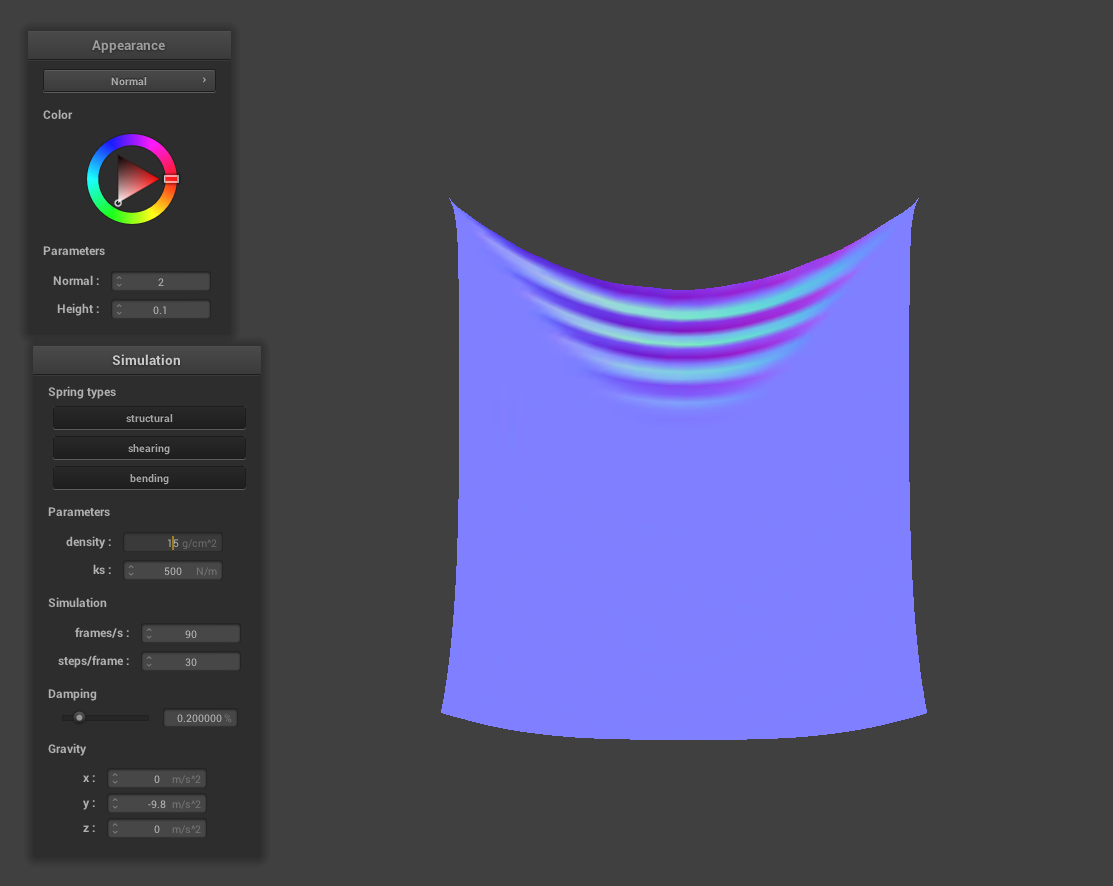 Appearance
Normal
Color
Parameters
Normal : 2
Height : 0.1
Simulation
Spring types
structural
shearing
bending
Parameters
density : 15 g/cm^2
ks : 500 N/m
Simulation
frames/s : 90
steps/frame : 30
Damping
0.200000 %
Gravity
x : 0 m/s^2
y : -9.8 m/s^2
z : 0 m/s^2